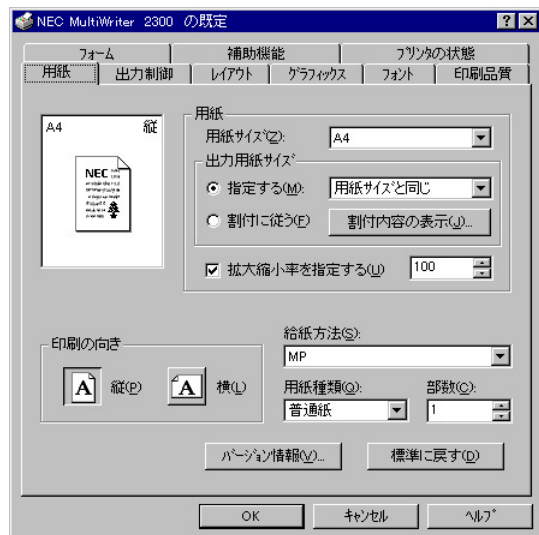 NEC MultiWriter 2300 の既定
フォーム 補助機能 プリンタの状態
用紙 出力制御 レイアウト グラフィックス フォント 印刷品質
A4 縦
NEC
用紙
用紙サイズ(Z): A4
出力用紙サイズ
指定する(M): 用紙サイズと同じ
割付に従う(F) 割付内容の表示(J)...
拡大縮小率を指定する(U) 100
印刷の向き
縦(P) 横(L)
給紙方法(S):
MP
用紙種類(Q): 部数(C):
普通紙 1
バージョン情報(V)... 標準に戻す(D)
OK キャンセル ヘルプ